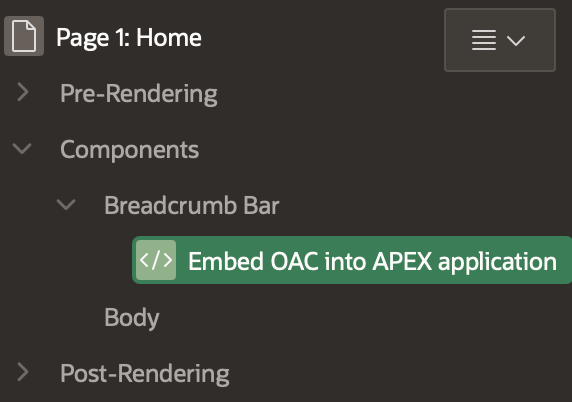 Page 1: Home
Pre-Rendering
Components
Breadcrumb Bar
</> Embed OAC into APEX application
Body
Post-Rendering